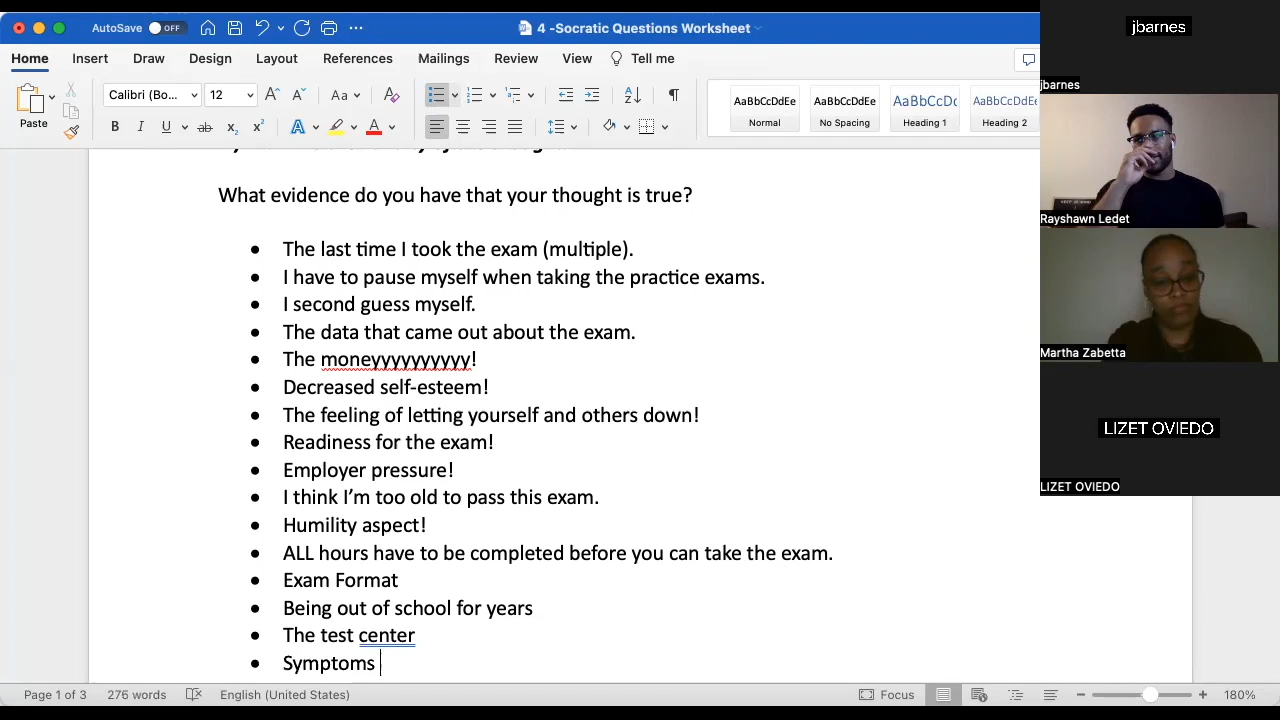 AutoSave OFF 4 -Socratic Questions Worksheet
Home Insert Draw Design Layout References Mailings Review View Tell me
Paste
Calibri (Bo... 12
AaBbCcDdEe AaBbCcDdEe AaBbCcDc AaBbCcDdEe
Normal No Spacing Heading 1 Heading 2
What evidence do you have that your thought is true?
• The last time I took the exam (multiple).
• I have to pause myself when taking the practice exams.
• I second guess myself.
• The data that came out about the exam.
• The moneyyyyyyyyyy!
• Decreased self-esteem!
• The feeling of letting yourself and others down!
• Readiness for the exam!
• Employer pressure!
• I think I’m too old to pass this exam.
• Humility aspect!
• ALL hours have to be completed before you can take the exam.
• Exam Format
• Being out of school for years
• The test center
• Symptoms
Page 1 of 3 276 words English (United States) Focus 180%
jbarnes
jbarnes
Rayshawn Ledet
Martha Zabetta
LIZET OVIEDO
LIZET OVIEDO